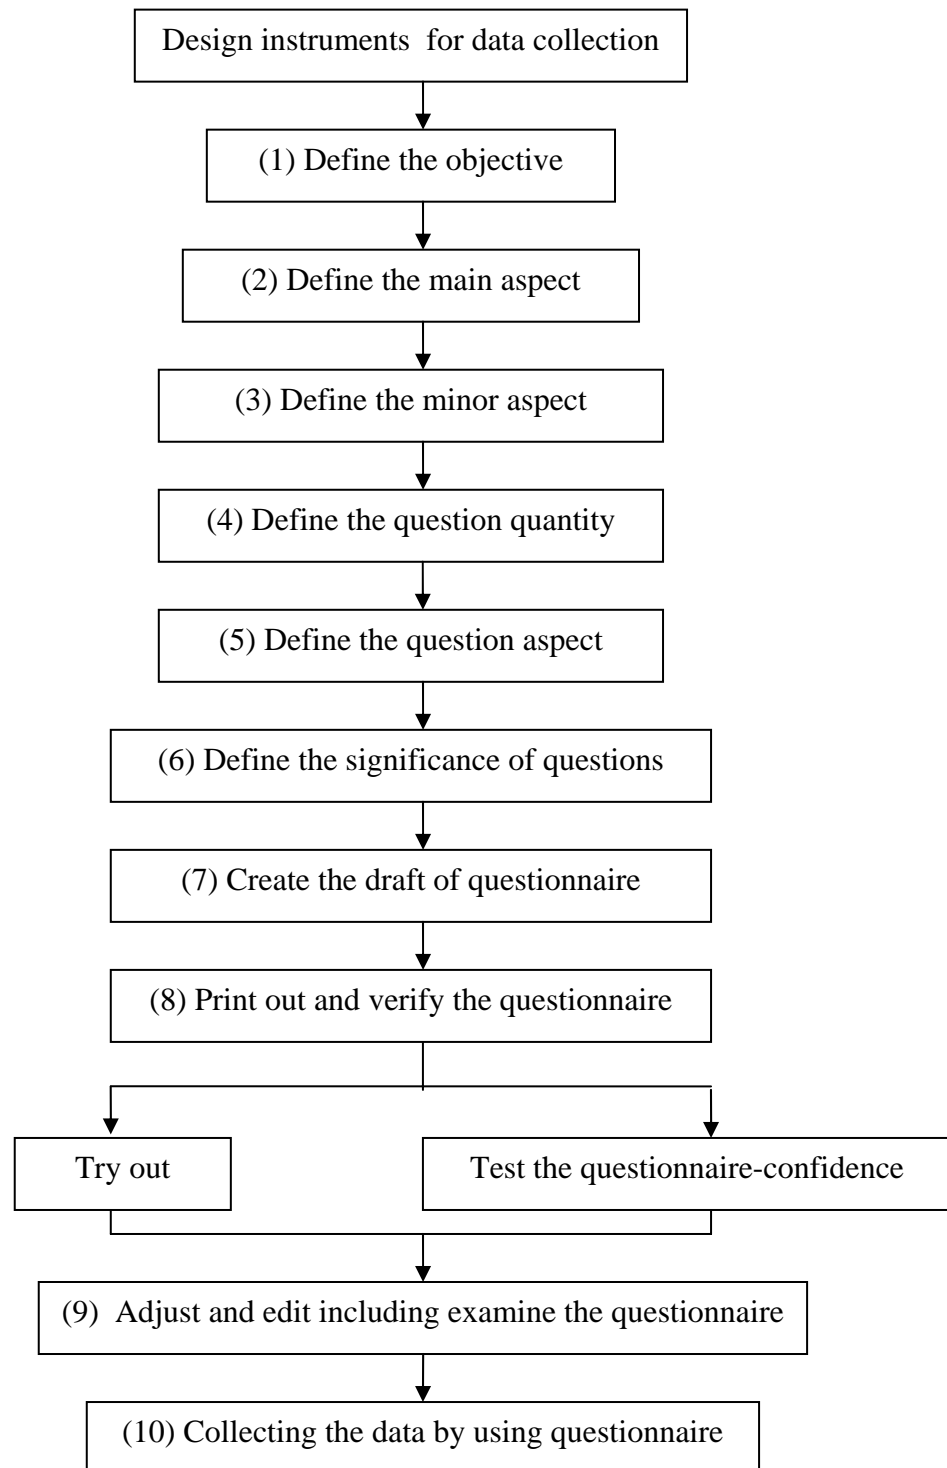 Design instruments for data collection
(1) Define the objective
(2) Define the main aspect
(3) Define the minor aspect
(4) Define the question quantity
(5) Define the question aspect
(6) Define the significance of questions
(7) Create the draft of questionnaire
(8) Print out and verify the questionnaire
Try out
Test the questionnaire-confidence
(9) Adjust and edit including examine the questionnaire
(10) Collecting the data by using questionnaire